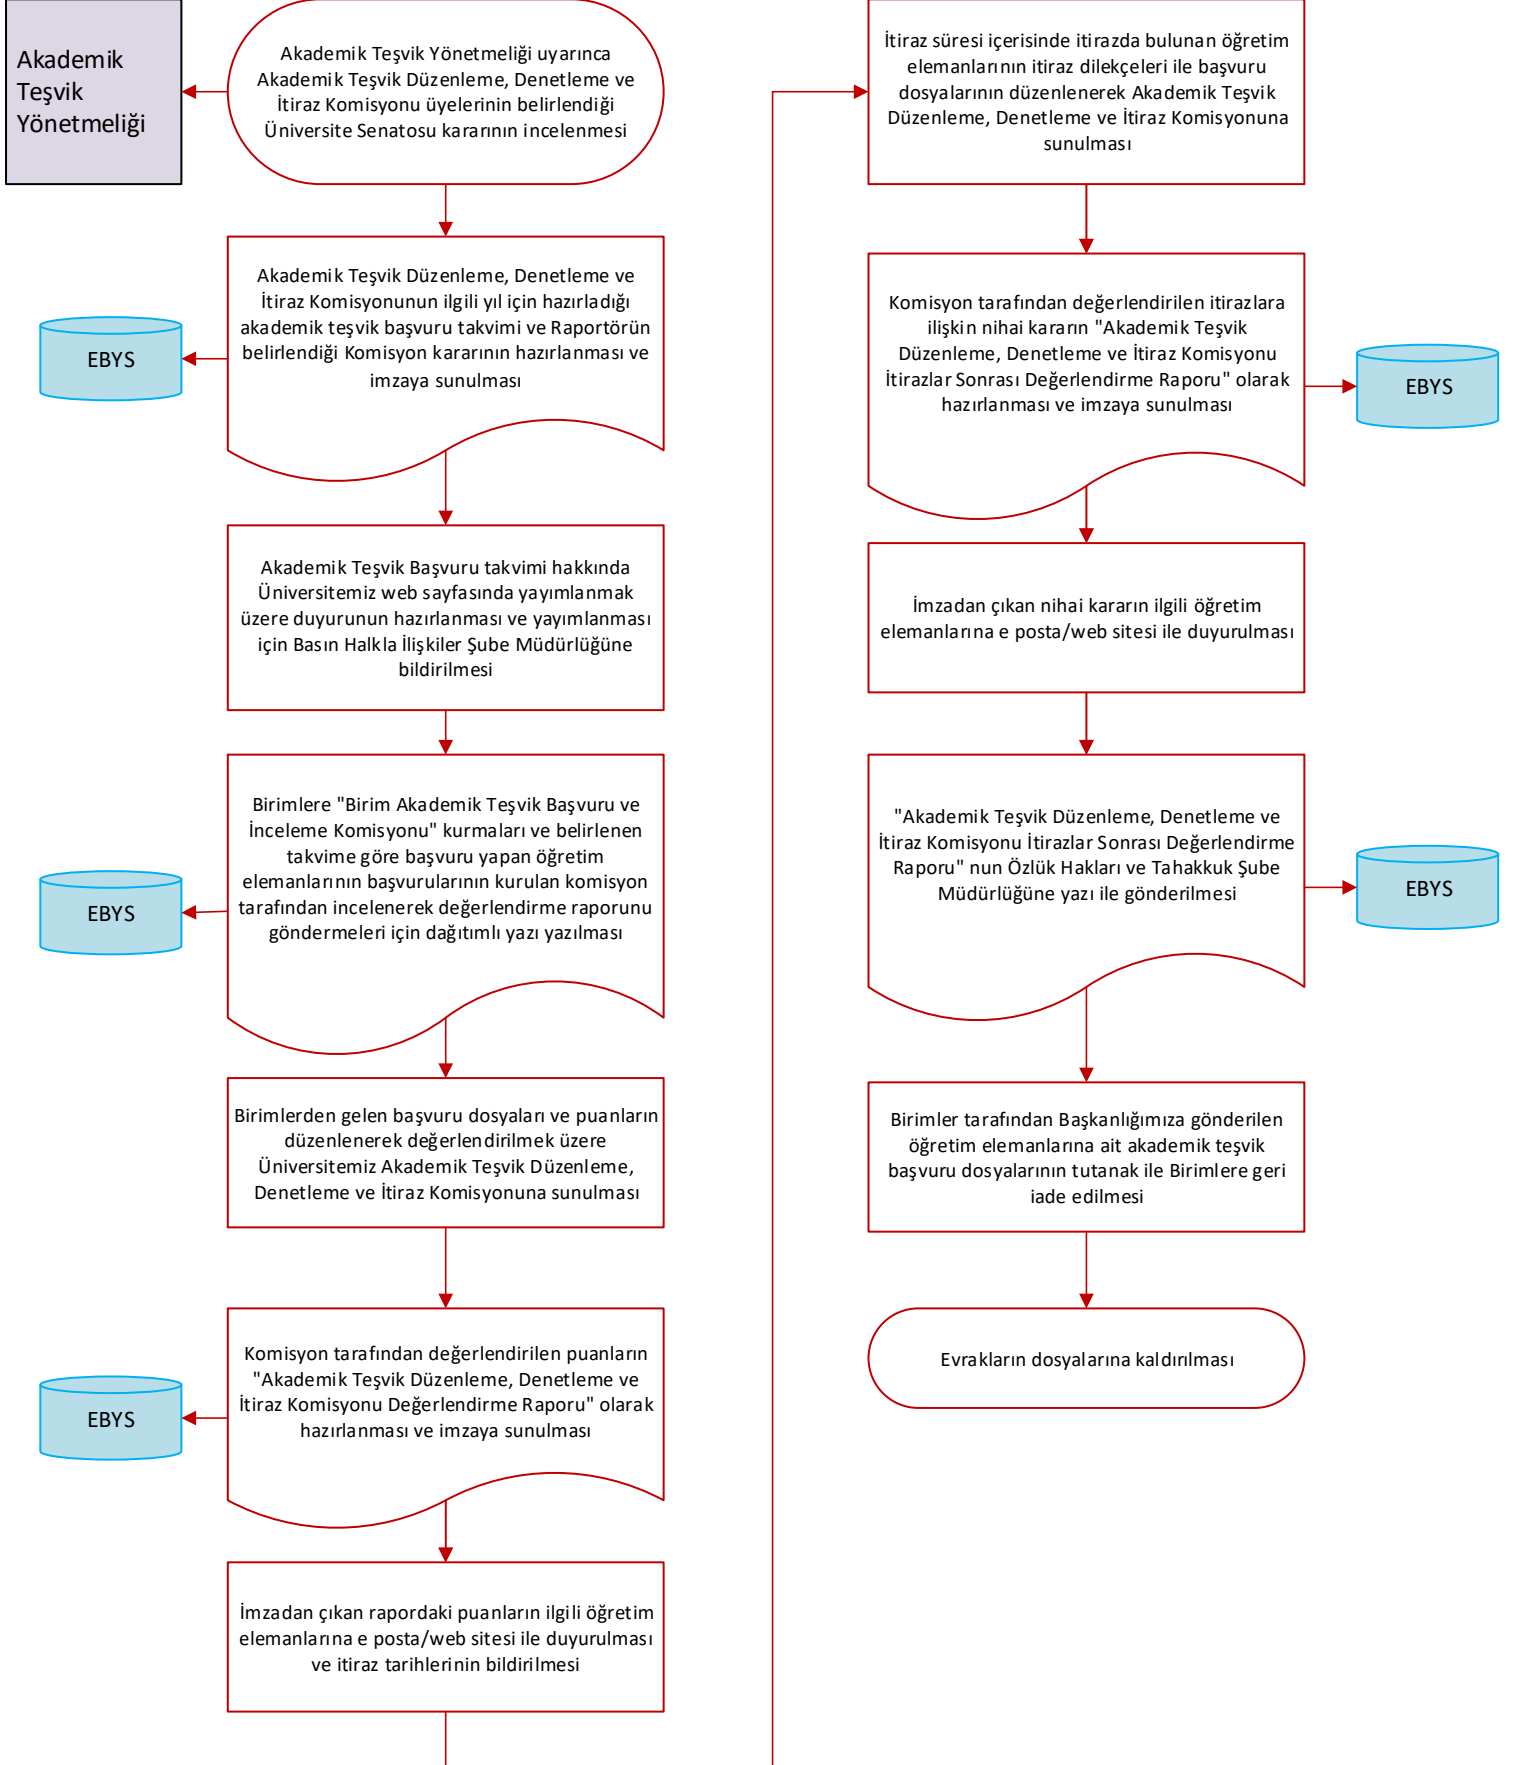 Akademik
Teşvik
Yönetmeliği
Akademik Teşvik Yönetmeliği uyarınca
Akademik Teşvik Düzenleme, Denetleme ve
İtiraz Komisyonu üyelerinin belirlendiği
Üniversite Senatosu kararının incelenmesi
Akademik Teşvik Düzenleme, Denetleme ve
İtiraz Komisyonunun ilgili yıl için hazırladığı
akademik teşvik başvuru takvimi ve Raportörün
belirlendiği Komisyon kararının hazırlanması ve
imzaya sunulması
EBYS
Akademik Teşvik Başvuru takvimi hakkında
Üniversitemiz web sayfasında yayımlanmak
üzere duyurunun hazırlanması ve yayımlanması
için Basın Halkla İlişkiler Şube Müdürlüğüne
bildirilmesi
Birimlere "Birim Akademik Teşvik Başvuru ve
İnceleme Komisyonu" kurmaları ve belirlenen
takvime göre başvuru yapan öğretim
elemanlarının başvurularının kurulan komisyon
tarafından incelenerek değerlendirme raporunu
göndermeleri için dağıtımlı yazı yazılması
EBYS
Birimlerden gelen başvuru dosyaları ve puanların
düzenlenerek değerlendirilmek üzere
Üniversitemiz Akademik Teşvik Düzenleme,
Denetleme ve İtiraz Komisyonuna sunulması
Komisyon tarafından değerlendirilen puanların
"Akademik Teşvik Düzenleme, Denetleme ve
İtiraz Komisyonu Değerlendirme Raporu" olarak
hazırlanması ve imzaya sunulması
EBYS
İmzadan çıkan rapordaki puanların ilgili öğretim
elemanlarına e posta/web sitesi ile duyurulması
ve itiraz tarihlerinin bildirilmesi
İtiraz süresi içerisinde itirazda bulunan öğretim
elemanlarının itiraz dilekçeleri ile başvuru
dosyalarının düzenlenerek Akademik Teşvik
Düzenleme, Denetleme ve İtiraz Komisyonuna
sunulması
Komisyon tarafından değerlendirilen itirazlara
ilişkin nihai kararın "Akademik Teşvik
Düzenleme, Denetleme ve İtiraz Komisyonu
İtirazlar Sonrası Değerlendirme Raporu" olarak
hazırlanması ve imzaya sunulması
EBYS
İmzadan çıkan nihai kararın ilgili öğretim
elemanlarına e posta/web sitesi ile duyurulması
"Akademik Teşvik Düzenleme, Denetleme ve
İtiraz Komisyonu İtirazlar Sonrası Değerlendirme
Raporu" nun Özlük Hakları ve Tahakkuk Şube
Müdürlüğüne yazı ile gönderilmesi
EBYS
Birimler tarafından Başkanlığımıza gönderilen
öğretim elemanlarına ait akademik teşvik
başvuru dosyalarının tutanak ile Birimlere geri
iade edilmesi
Evrakların dosyalarına kaldırılması